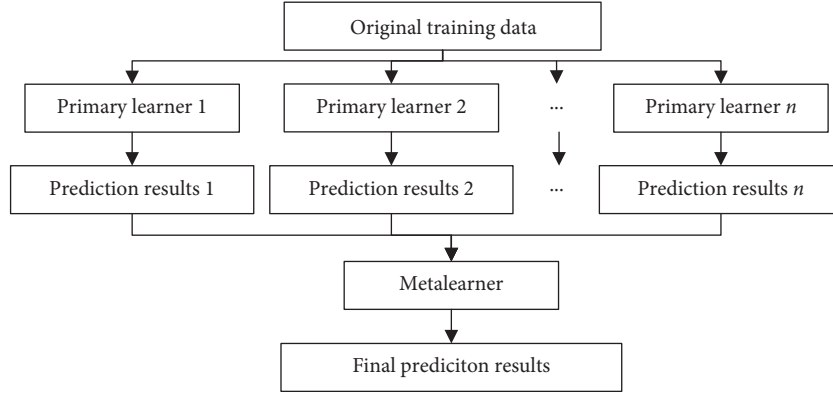 Original training data
Primary learner 1
Primary learner 2
...
Primary learner n
Prediction results 1
Prediction results 2
...
Prediction results n
Metalearner
Final prediciton results